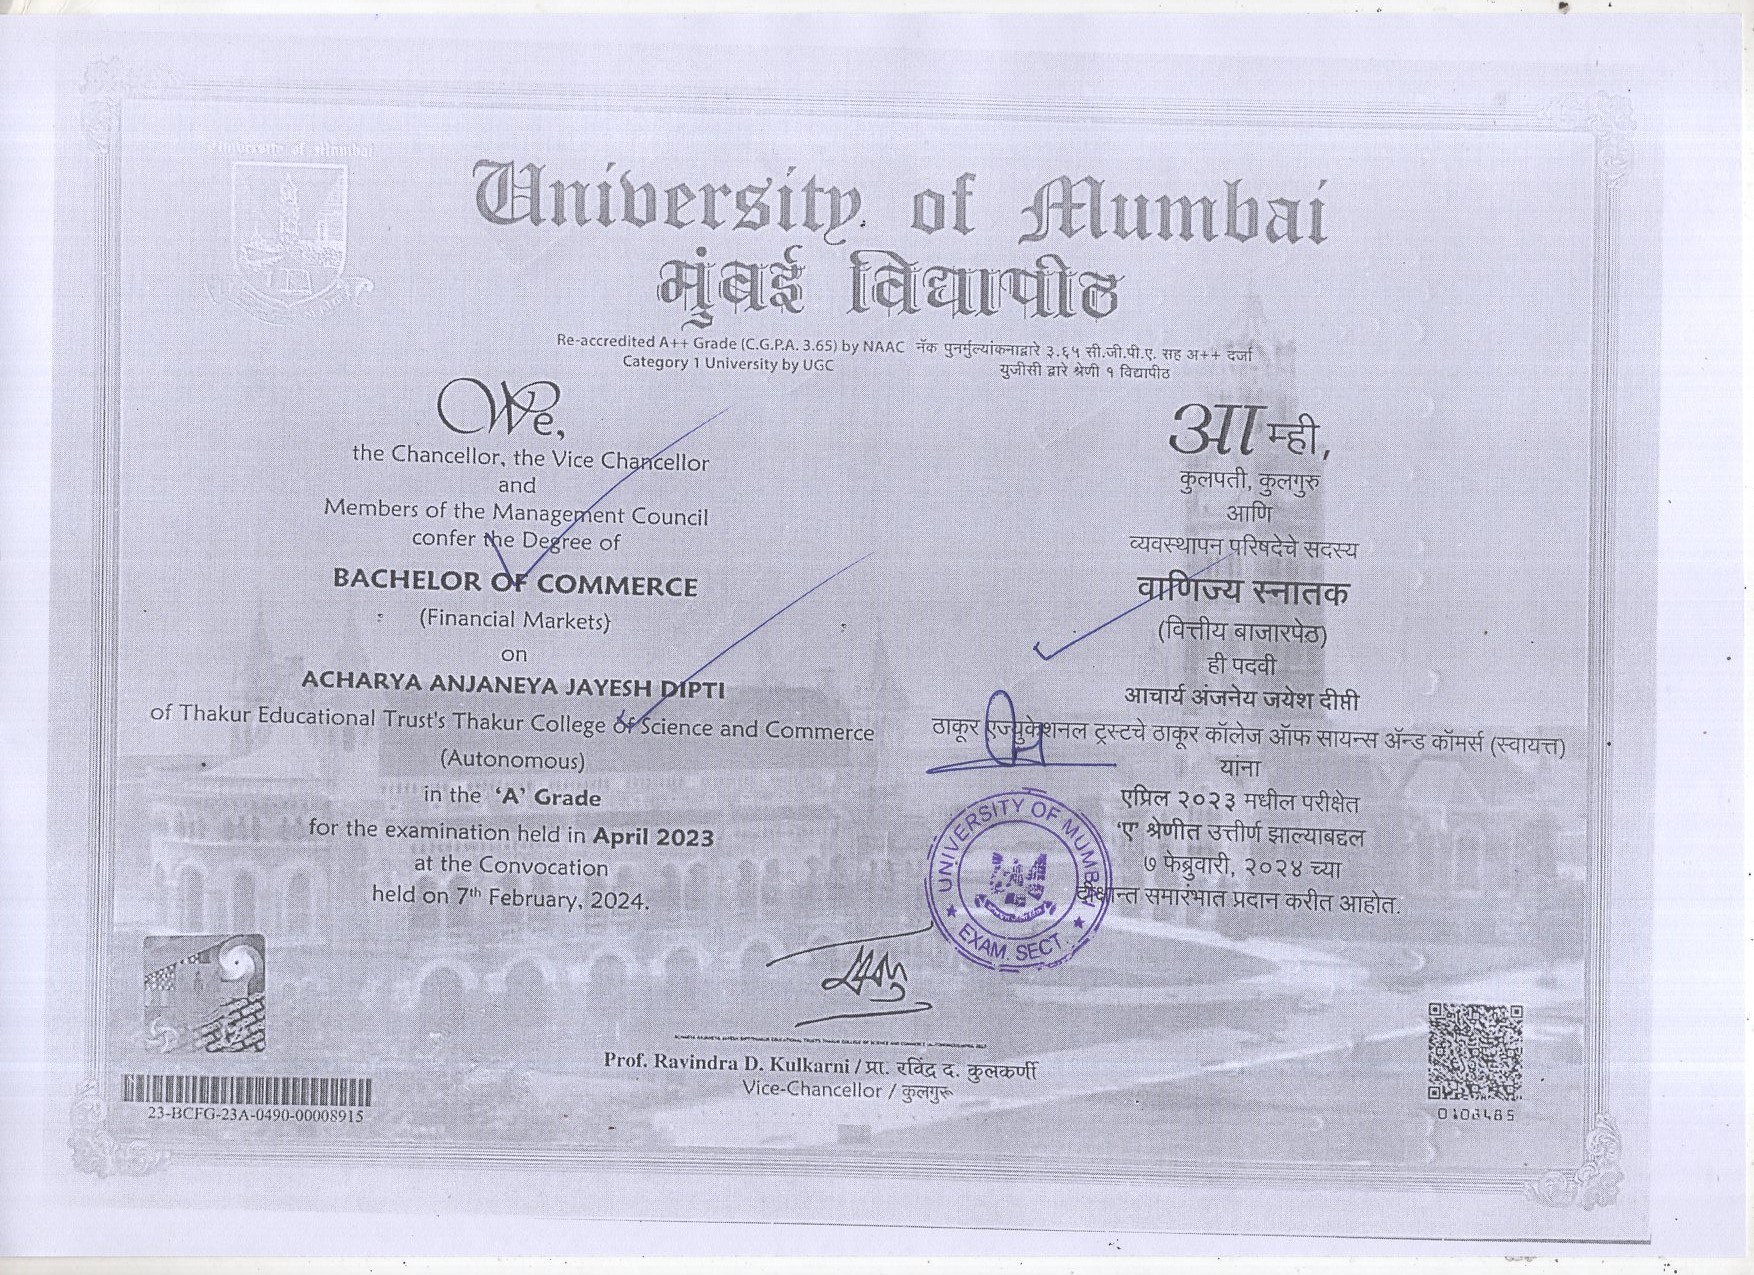 University of Mumbai
University of Mumbai
मुंबई विद्यापीठ
Re-accredited A++ Grade (C.G.P.A. 3.65) by NAAC नॅक पुनर्मुल्यांकनाद्वारे ३.६५ सी.जी.पी.ए. सह अ++ दर्जा
Category 1 University by UGC युजीसी द्वारे श्रेणी १ विद्यापीठ
We,
the Chancellor, the Vice Chancellor
and
Members of the Management Council
confer the Degree of
BACHELOR OF COMMERCE
(Financial Markets)
on
ACHARYA ANJANEYA JAYESH DIPTI
of Thakur Educational Trust's Thakur College of Science and Commerce
(Autonomous)
in the 'A' Grade
for the examination held in April 2023
at the Convocation
held on 7th February, 2024.
आम्ही,
कुलपती, कुलगुरु
आणि
व्यवस्थापन परिषदेचे सदस्य
वाणिज्य स्नातक
(वित्तीय बाजारपेठ)
ही पदवी
आचार्य अंजनेय जयेश दीप्ती
ठाकूर एज्युकेशनल ट्रस्टचे ठाकूर कॉलेज ऑफ सायन्स ॲन्ड कॉमर्स (स्वायत्त)
यांना
एप्रिल २०२३ मधील परीक्षेत
'ए' श्रेणीत उत्तीर्ण झाल्याबद्दल
७ फेब्रुवारी, २०२४ च्या
दीक्षान्त समारंभात प्रदान करीत आहोत.
UNIVERSITY OF MUMBAI
EXAM. SECT.
Prof. Ravindra D. Kulkarni / प्रा. रविंद्र द. कुलकर्णी
Vice-Chancellor / कुलगुरू
23-BCFG-23A-0490-00008915